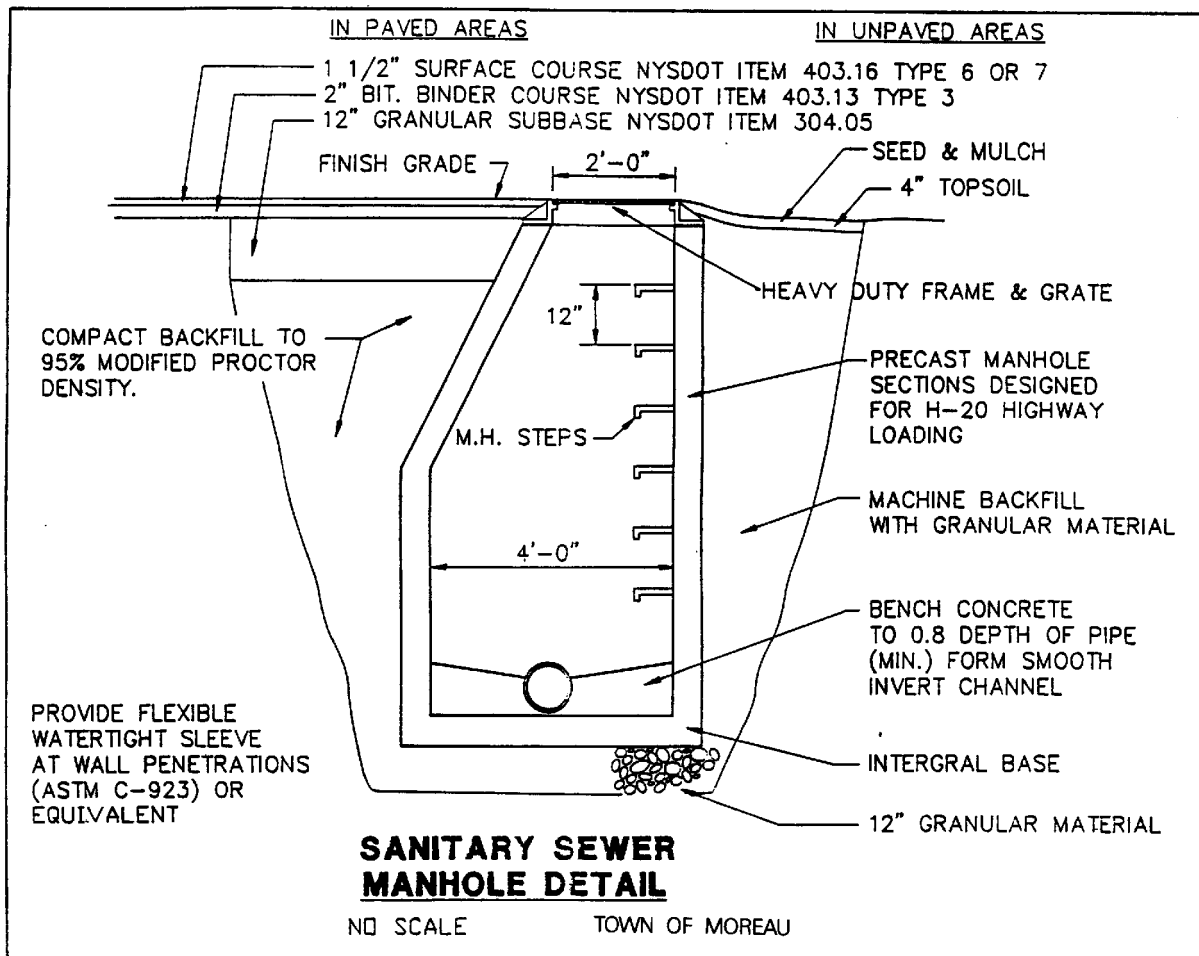 IN PAVED AREAS
IN UNPAVED AREAS
1 1/2" SURFACE COURSE NYSDOT ITEM 403.16 TYPE 6 OR 7
2" BIT. BINDER COURSE NYSDOT ITEM 403.13 TYPE 3
12" GRANULAR SUBBASE NYSDOT ITEM 304.05
FINISH GRADE
2'-0"
SEED & MULCH
4" TOPSOIL
HEAVY DUTY FRAME & GRATE
12"
COMPACT BACKFILL TO
95% MODIFIED PROCTOR
DENSITY.
PRECAST MANHOLE
SECTIONS DESIGNED
FOR H-20 HIGHWAY
LOADING
M.H. STEPS
MACHINE BACKFILL
WITH GRANULAR MATERIAL
4'-0"
BENCH CONCRETE
TO 0.8 DEPTH OF PIPE
(MIN.) FORM SMOOTH
INVERT CHANNEL
PROVIDE FLEXIBLE
WATERTIGHT SLEEVE
AT WALL PENETRATIONS
(ASTM C-923) OR
EQUIVALENT
INTERGRAL BASE
12" GRANULAR MATERIAL
SANITARY SEWER
MANHOLE DETAIL
NO SCALE
TOWN OF MOREAU